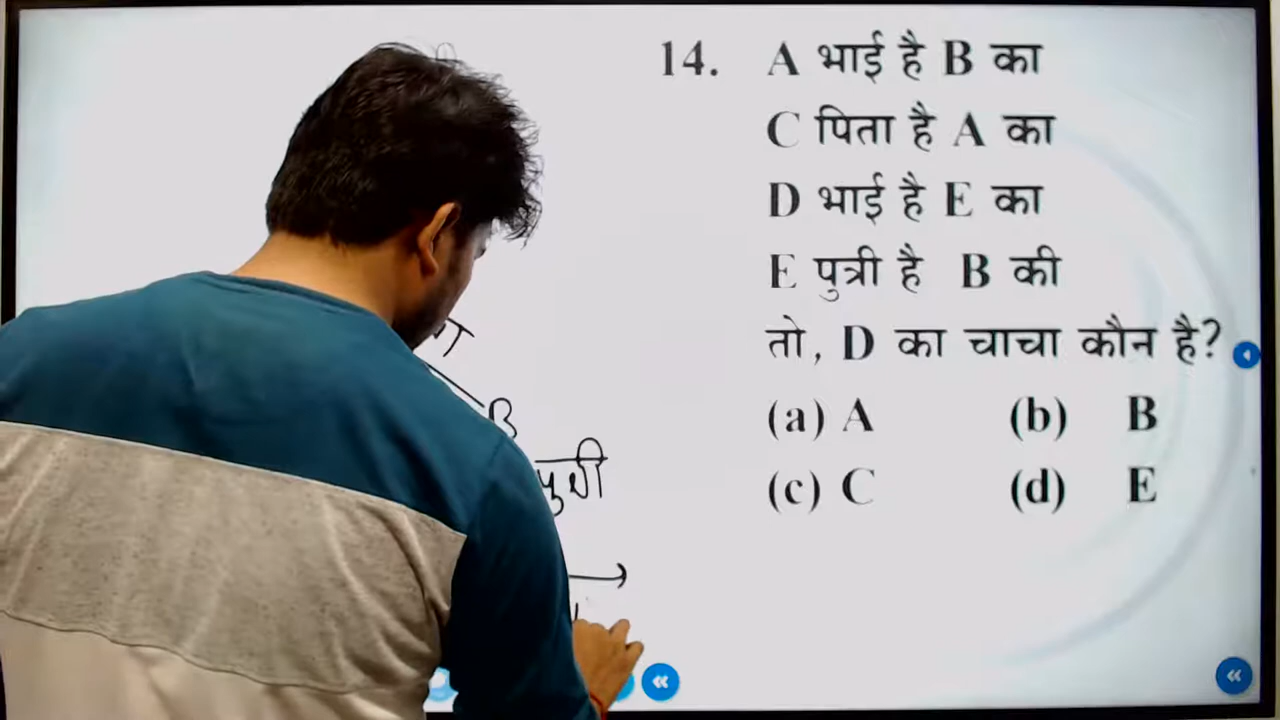 14. A भाई है B का
C पिता है A का
D भाई है E का
E पुत्री है B की
तो, D का चाचा कौन है?
(a) A (b) B
(c) C (d) E
B
पुत्री